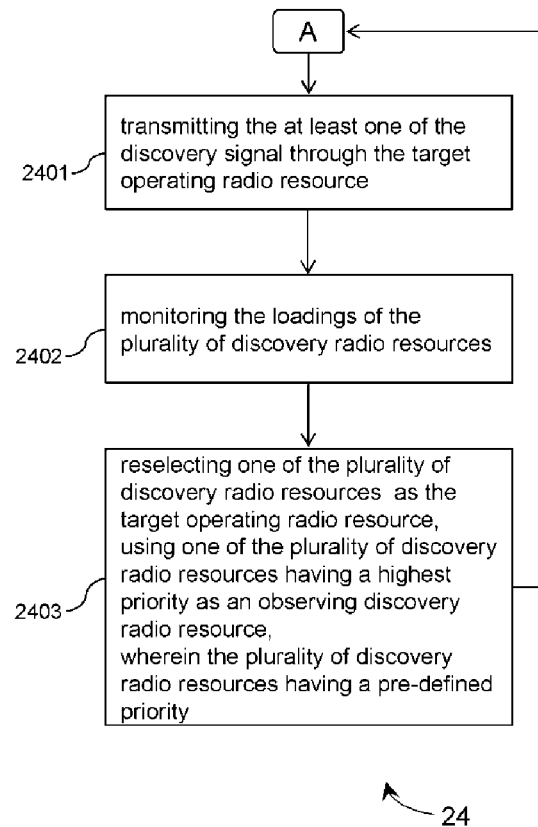 A
transmitting the at least one of the
discovery signal through the target
operating radio resource
2401
monitoring the loadings of the
plurality of discovery radio resources
2402
reselecting one of the plurality of
discovery radio resources as the
target operating radio resource,
using one of the plurality of discovery
radio resources having a highest
priority as an observing discovery
radio resource,
wherein the plurality of discovery
radio resources having a pre-defined
priority
2403
24